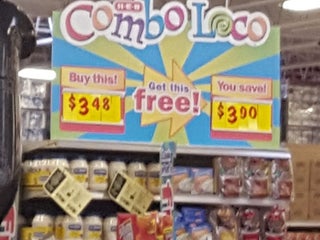 H-E-B
Combo Loco
Buy this!
$3.48
Get this
free!
You save!
$3.00